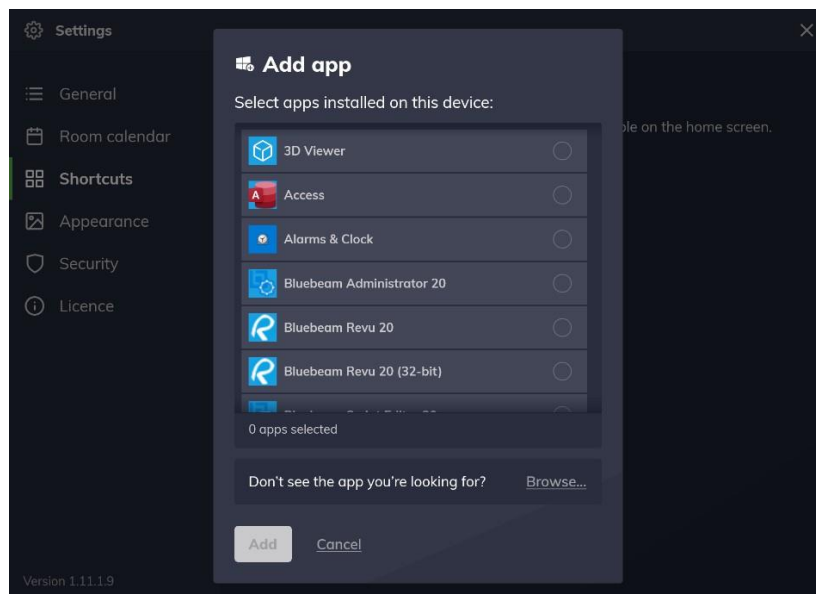 Settings
General
Room calendar
Shortcuts
Appearance
Security
Licence
Version 1.11.1.9
Add app
Select apps installed on this device:
3D Viewer
Access
Alarms & Clock
Bluebeam Administrator 20
Bluebeam Revu 20
Bluebeam Revu 20 (32-bit)
0 apps selected
Don't see the app you're looking for? Browse...
Add Cancel
on the home screen.